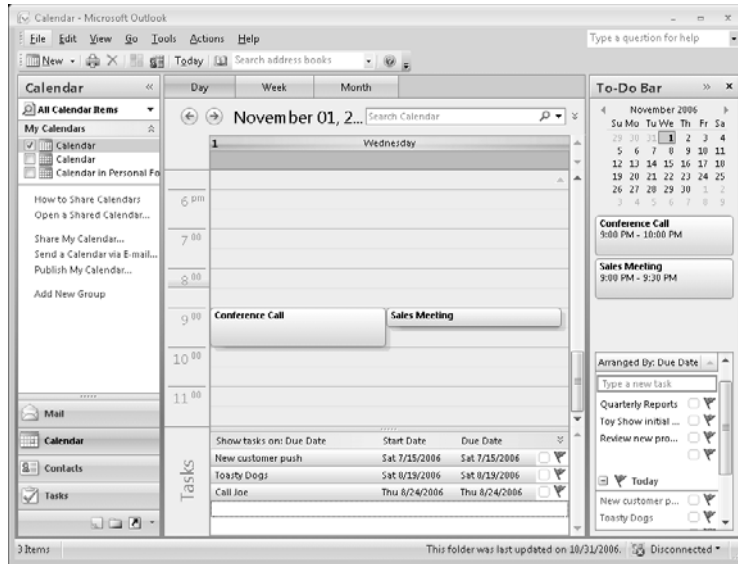 Calendar - Microsoft Outlook
File Edit View Go Tools Actions Help
Type a question for help
New Today Search address books
Calendar «
All Calendar Items
My Calendars
Calendar
Calendar
Calendar in Personal Fo
How to Share Calendars
Open a Shared Calendar...
Share My Calendar...
Send a Calendar via E-mail...
Publish My Calendar...
Add New Group
Mail
Calendar
Contacts
Tasks
Day Week Month
November 01, 2... Search Calendar
1 Wednesday
6 pm
7 00
8 00
9 00 Conference Call Sales Meeting
10 00
11 00
Tasks
Show tasks on: Due Date Start Date Due Date
New customer push Sat 7/15/2006 Sat 7/15/2006
Toasty Dogs Sat 8/19/2006 Sat 8/19/2006
Call Joe Thu 8/24/2006 Thu 8/24/2006
To-Do Bar »
November 2006
Su Mo Tu We Th Fr Sa
29 30 31 1 2 3 4
5 6 7 8 9 10 11
12 13 14 15 16 17 18
19 20 21 22 23 24 25
26 27 28 29 30 1 2
3 4 5 6 7 8 9
Conference Call
9:00 PM - 10:00 PM
Sales Meeting
9:00 PM - 9:30 PM
Arranged By: Due Date
Type a new task
Quarterly Reports
Toy Show initial ...
Review new pro...
Today
New customer p...
Toasty Dogs
3 Items
This folder was last updated on 10/31/2006. Disconnected